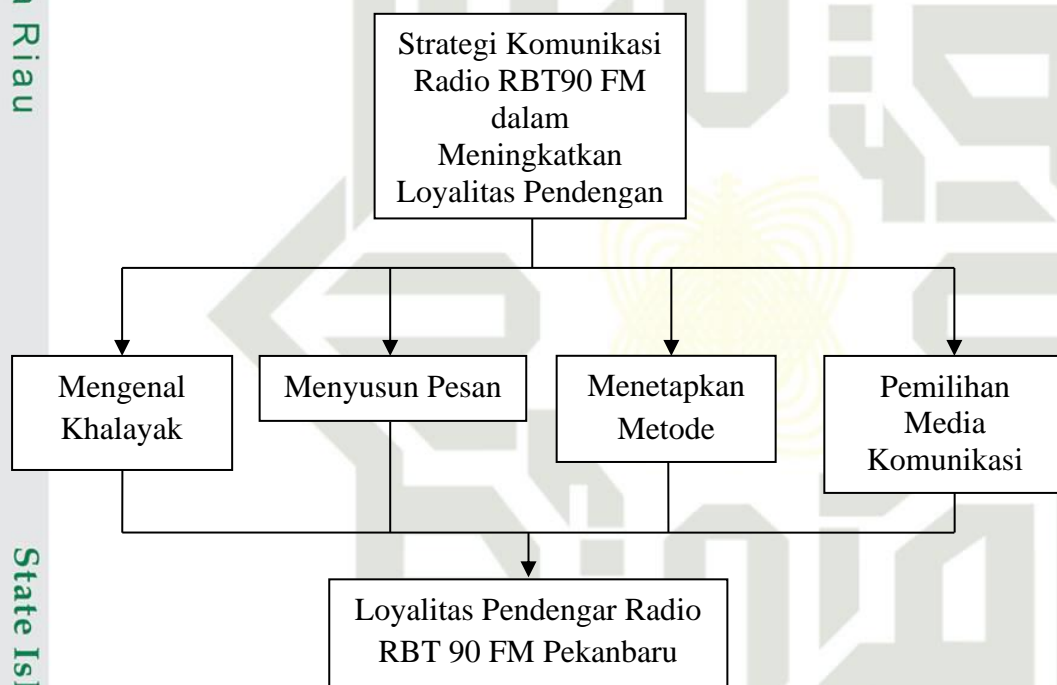 Strategi Komunikasi
Radio RBT90 FM
dalam
Meningkatkan
Loyalitas Pendengan
Mengenal
Khalayak
Menyusun Pesan
Menetapkan
Metode
Pemilihan
Media
Komunikasi
Loyalitas Pendengar Radio
RBT 90 FM Pekanbaru
Riau
State